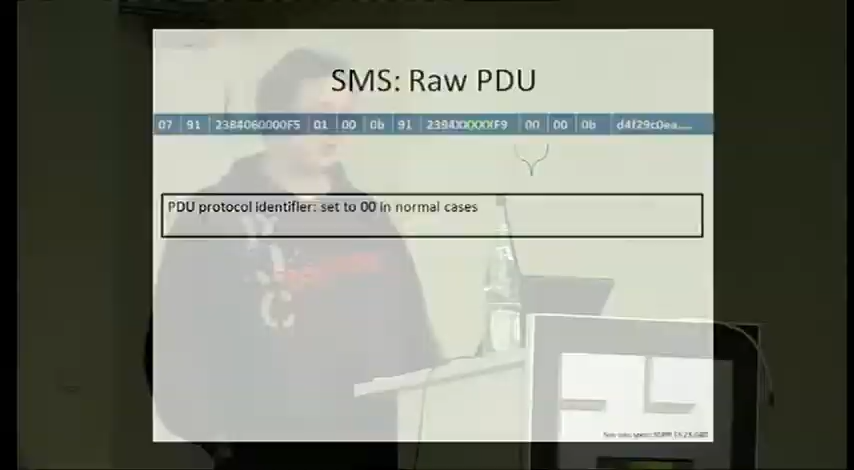 SMS: Raw PDU
07 91 2384060000F5 01 00 0b 91 2394XXXXXF9 00 00 0b d4f29c0ea....
PDU protocol identifier: set to 00 in normal cases